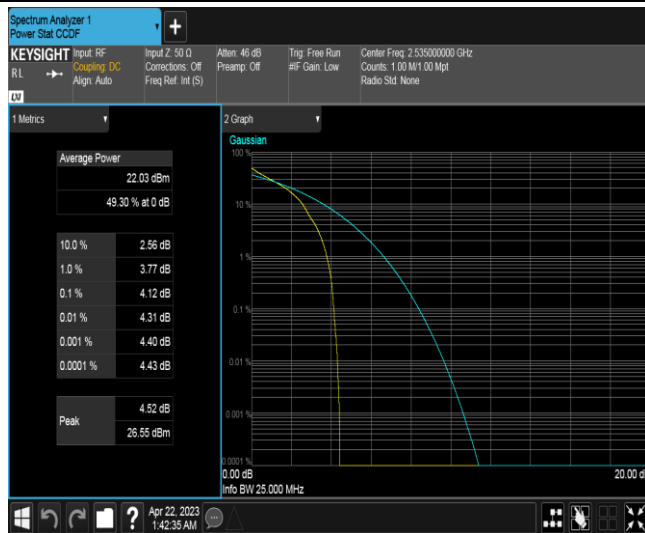 Spectrum Analyzer 1
Power Stat CCDF
+
KEYSIGHT
RL
Input: RF
Coupling: DC
Align: Auto
Input Z: 50 Ω
Corrections: Off
Freq Ref: Int (S)
Atten: 46 dB
Preamp: Off
Trig: Free Run
#IF Gain: Low
Center Freq: 2.535000000 GHz
Counts: 1.00 M/1.00 Mpt
Radio Std: None
1 Metrics
Average Power
22.03 dBm
49.30 % at 0 dB
10.0 % 2.56 dB
1.0 % 3.77 dB
0.1 % 4.12 dB
0.01 % 4.31 dB
0.001 % 4.40 dB
0.0001 % 4.43 dB
Peak
4.52 dB
26.55 dBm
2 Graph
Gaussian
100 %
10 %
1 %
0.1 %
0.01 %
0.001 %
0.0001 %
0.00 dB
20.00 d
Info BW 25.000 MHz
?
Apr 22, 2023
1:42:35 AM